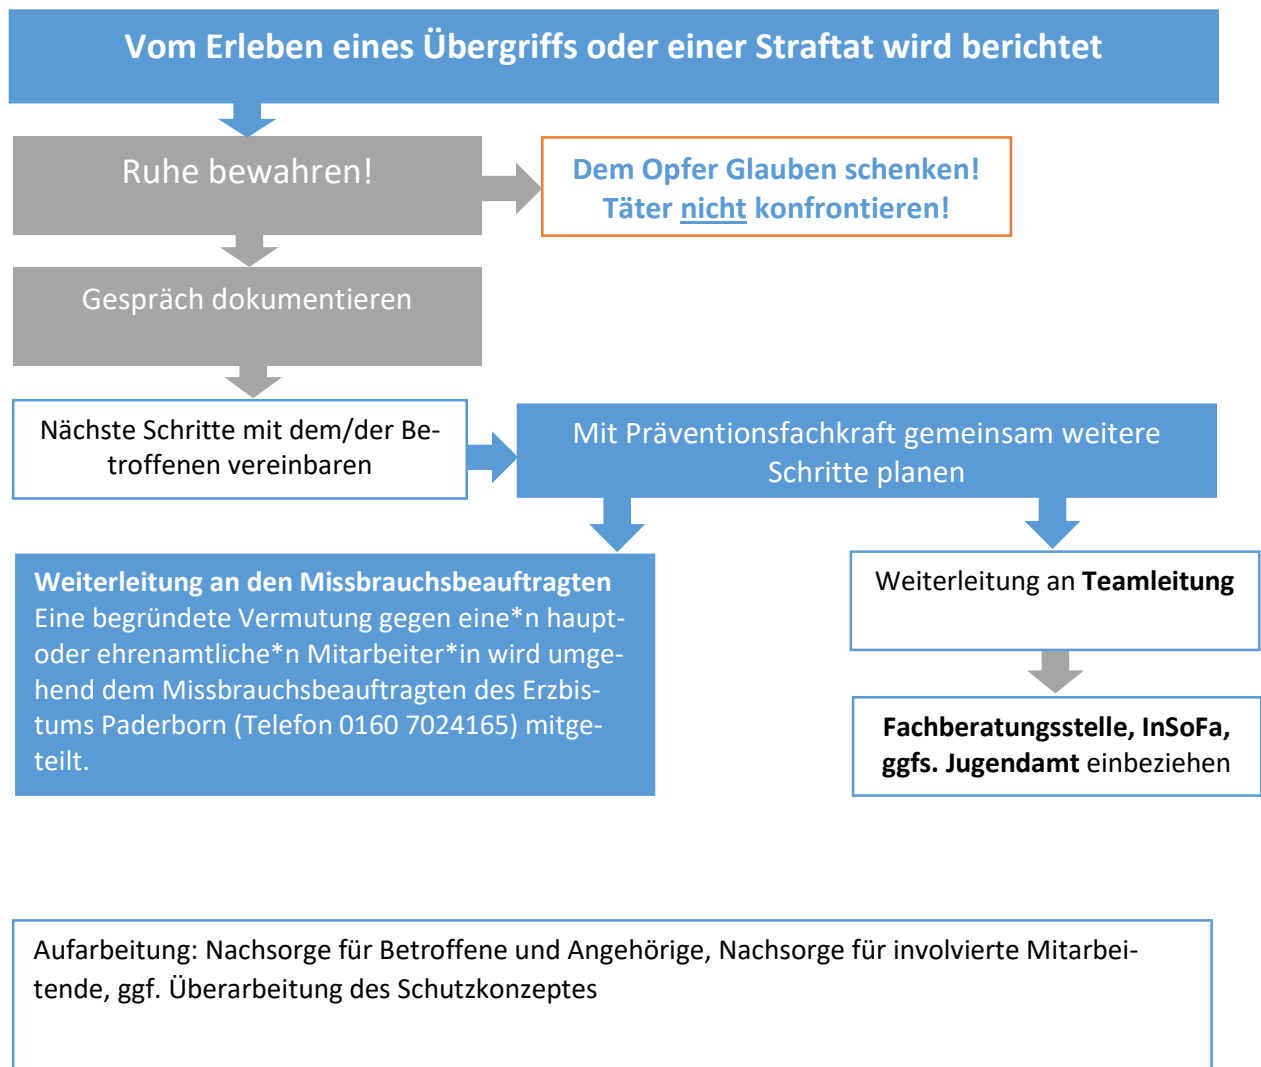 Vom Erleben eines Übergriffs oder einer Straftat wird berichtet
Ruhe bewahren!
Dem Opfer Glauben schenken!
Täter nicht konfrontieren!
Gespräch dokumentieren
Nächste Schritte mit dem/der Be-
troffenen vereinbaren
Mit Präventionsfachkraft gemeinsam weitere
Schritte planen
Weiterleitung an den Missbrauchsbeauftragten
Eine begründete Vermutung gegen eine*n haupt-
oder ehrenamtliche*n Mitarbeiter*in wird umge-
hend dem Missbrauchsbeauftragten des Erzbis-
tums Paderborn (Telefon 0160 7024165) mitge-
teilt.
Weiterleitung an Teamleitung
Fachberatungsstelle, InSoFa,
ggfs. Jugendamt einbeziehen
Aufarbeitung: Nachsorge für Betroffene und Angehörige, Nachsorge für involvierte Mitarbei-
tende, ggf. Überarbeitung des Schutzkonzeptes